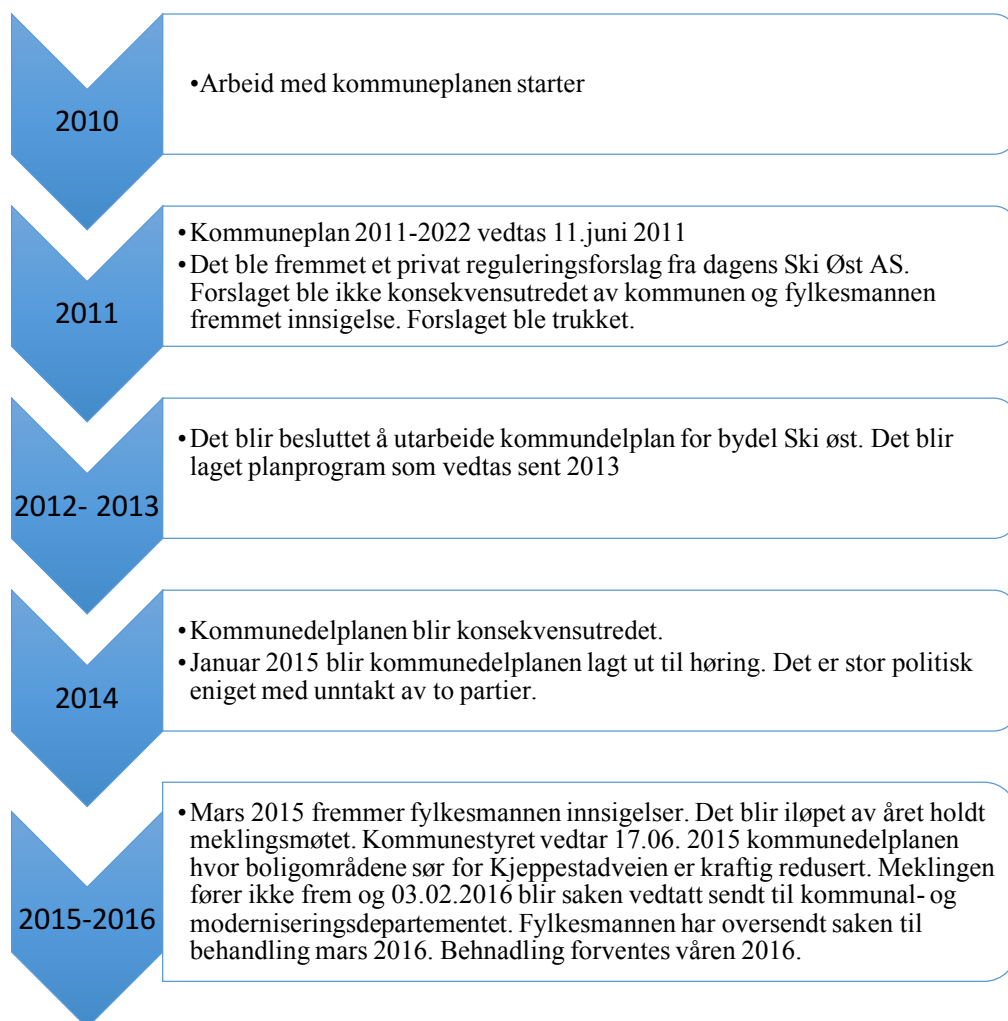 2010
•Arbeid med kommuneplanen starter
2011
•Kommuneplan 2011-2022 vedtas 11.juni 2011
•Det ble fremmet et privat reguleringsforslag fra dagens Ski Øst AS.
Forslaget ble ikke konsekvensutredet av kommunen og fylkesmannen
fremmet innsigelse. Forslaget ble trukket.
2012- 2013
•Det blir besluttet å utarbeide kommundelplan for bydel Ski øst. Det blir
laget planprogram som vedtas sent 2013
2014
•Kommunedelplanen blir konsekvensutredet.
•Januar 2015 blir kommunedelplanen lagt ut til høring. Det er stor politisk
eniget med unntakt av to partier.
2015-2016
•Mars 2015 fremmer fylkesmannen innsigelser. Det blir iløpet av året holdt
meklingsmøtet. Kommunestyret vedtar 17.06. 2015 kommunedelplanen
hvor boligområdene sør for Kjeppestadveien er kraftig redusert. Meklingen
fører ikke frem og 03.02.2016 blir saken vedtatt sendt til kommunal- og
moderniseringsdepartementet. Fylkesmannen har oversendt saken til
behandling mars 2016. Behnadling forventes våren 2016.